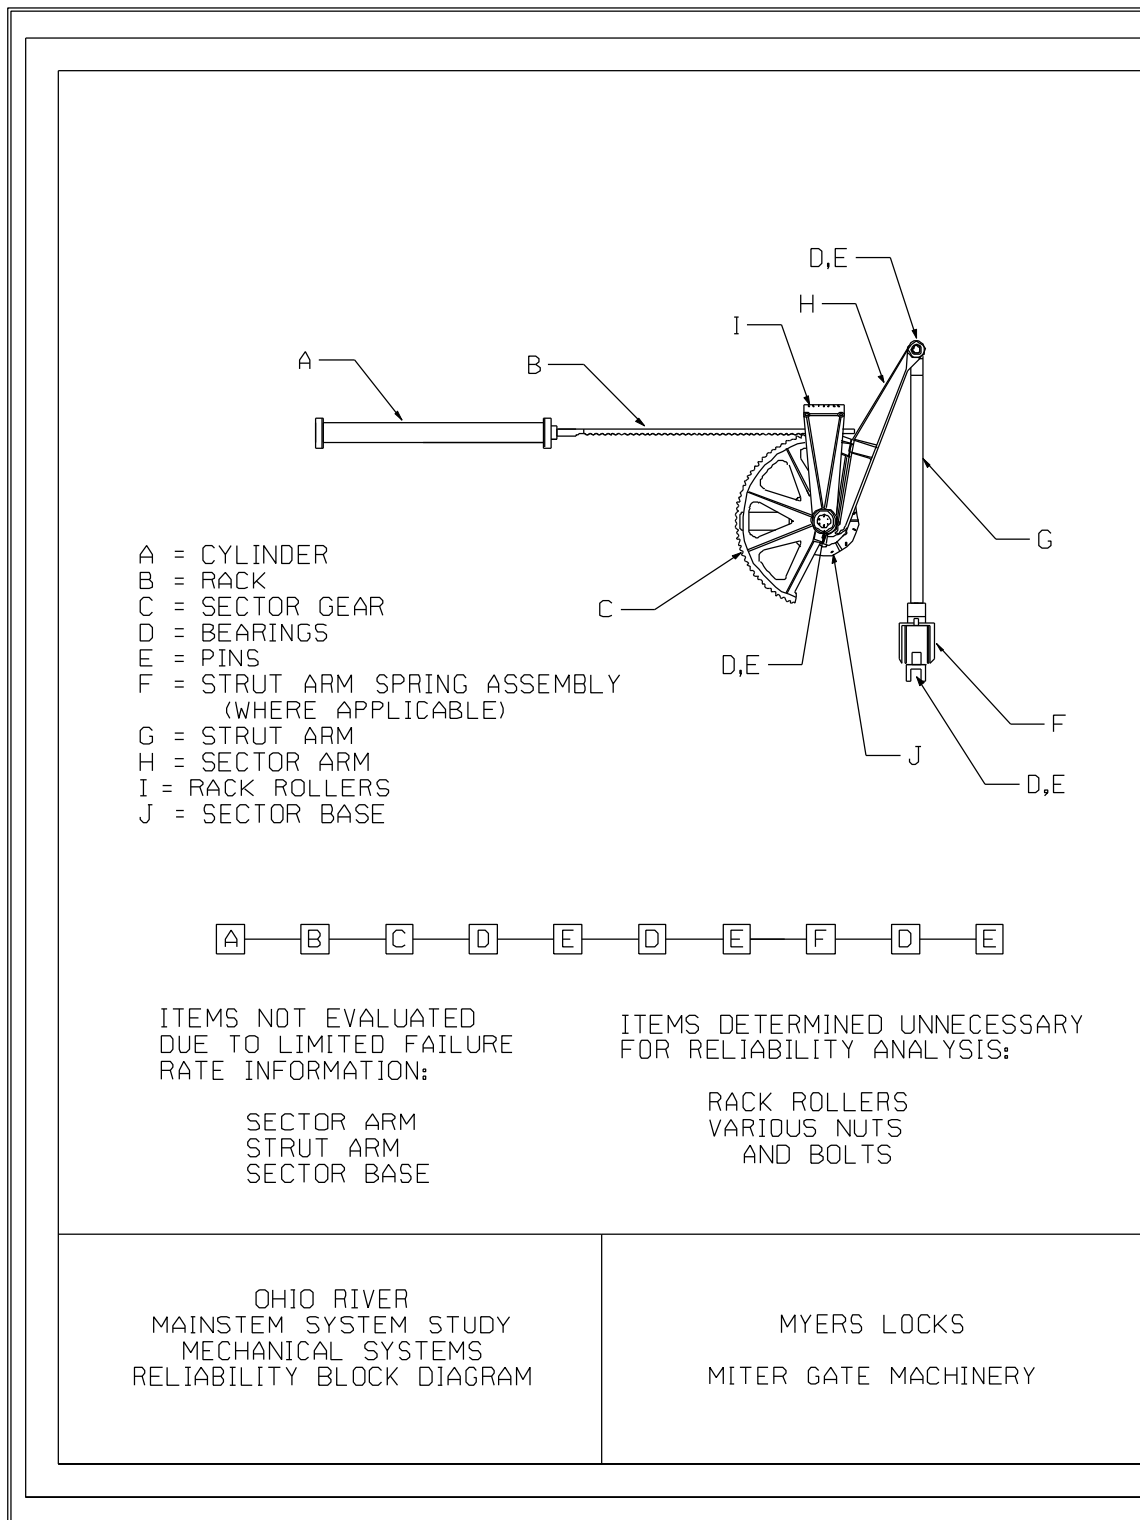 D,E
H
I
A
B
G
C
D,E
F
J
D,E
A = CYLINDER
B = RACK
C = SECTOR GEAR
D = BEARINGS
E = PINS
F = STRUT ARM SPRING ASSEMBLY
(WHERE APPLICABLE)
G = STRUT ARM
H = SECTOR ARM
I = RACK ROLLERS
J = SECTOR BASE
A B C D E D E F D E
ITEMS NOT EVALUATED
DUE TO LIMITED FAILURE
RATE INFORMATION:
SECTOR ARM
STRUT ARM
SECTOR BASE
ITEMS DETERMINED UNNECESSARY
FOR RELIABILITY ANALYSIS:
RACK ROLLERS
VARIOUS NUTS
AND BOLTS
OHIO RIVER
MAINSTEM SYSTEM STUDY
MECHANICAL SYSTEMS
RELIABILITY BLOCK DIAGRAM
MYERS LOCKS
MITER GATE MACHINERY